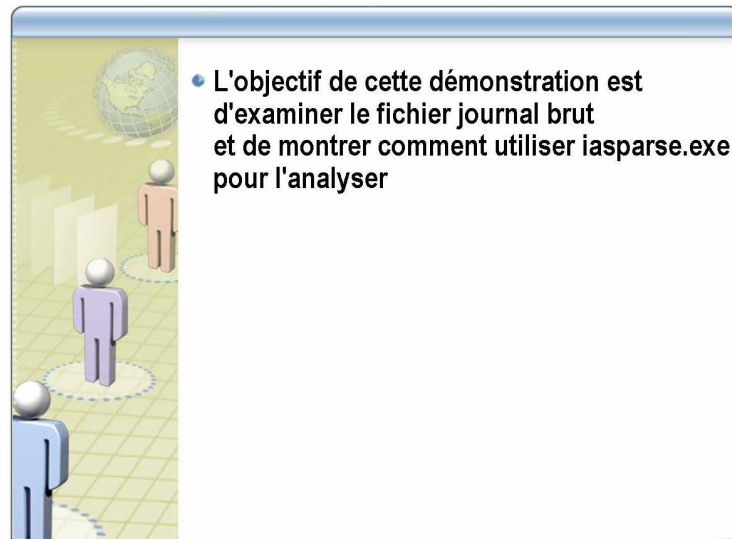 L'objectif de cette démonstration est
d'examiner le fichier journal brut
et de montrer comment utiliser iasparse.exe
pour l'analyser